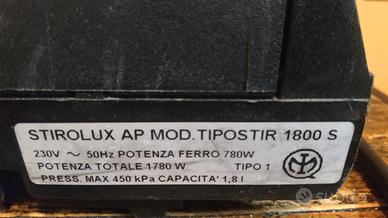 STIROLUX AP MOD.TIPOSTIR 1800 S
230V ~ 50Hz POTENZA FERRO 780W
POTENZA TOTALE 1780 W TIPO 1
PRESS. MAX 450 kPa CAPACITA' 1,8 l
subito